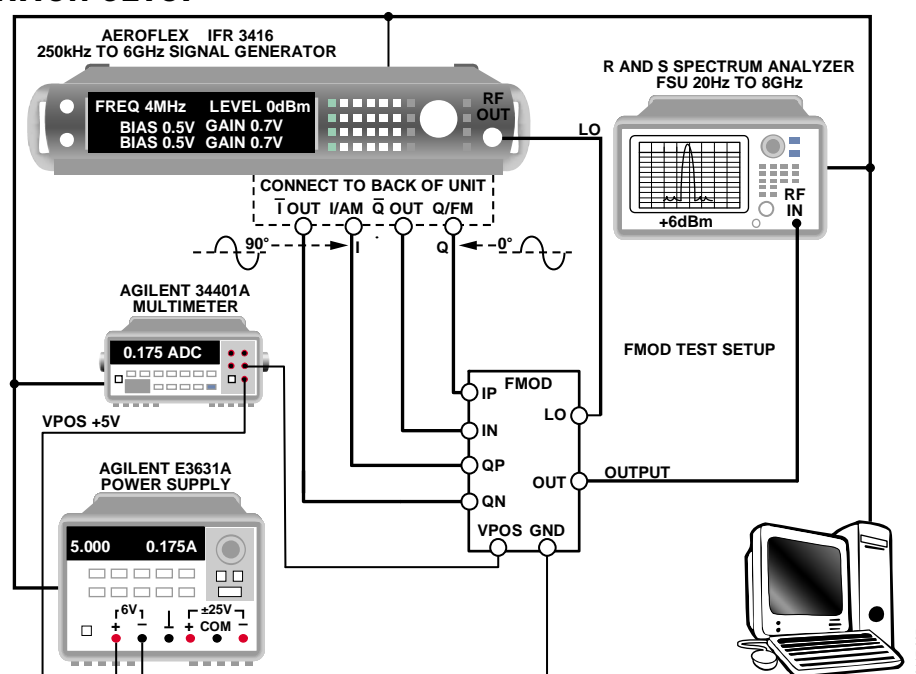 AEROFLEX IFR 3416
250kHz TO 6GHz SIGNAL GENERATOR
R AND S SPECTRUM ANALYZER
FSU 20Hz TO 8GHz
FREQ 4MHz LEVEL 0dBm
BIAS 0.5V GAIN 0.7V
BIAS 0.5V GAIN 0.7V
RF
OUT
LO
+6dBm
RF
IN
CONNECT TO BACK OF UNIT
I OUT I/AM Q OUT Q/FM
90°
I
Q
0°
AGILENT 34401A
MULTIMETER
0.175 ADC
FMOD TEST SETUP
VPOS +5V
FMOD
IP
IN
QP
QN
LO
OUT
VPOS GND
OUTPUT
AGILENT E3631A
POWER SUPPLY
5.000 0.175A
6V
±25V
+ – + COM –